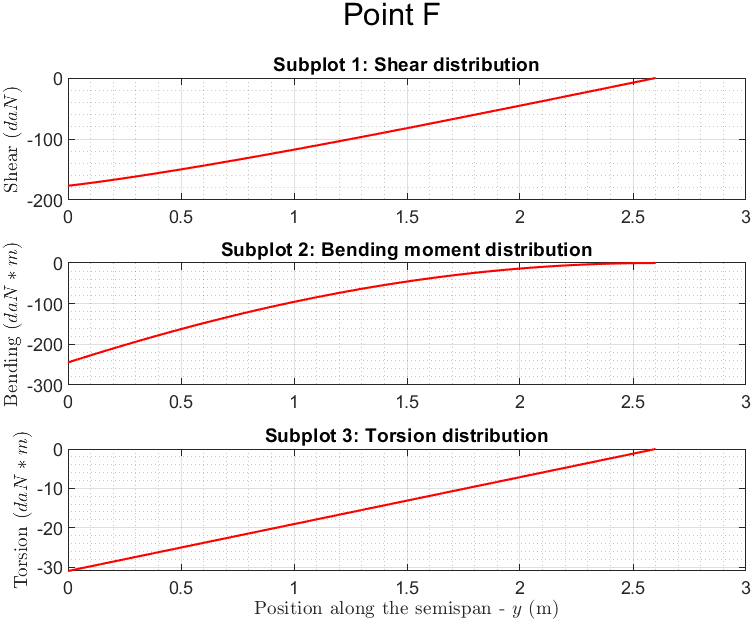 Point F
Subplot 1: Shear distribution
Shear (daN)
0
-100
-200
0 0.5 1 1.5 2 2.5 3
Subplot 2: Bending moment distribution
Bending (daN * m)
0
-100
-200
-300
0 0.5 1 1.5 2 2.5 3
Subplot 3: Torsion distribution
Torsion (daN * m)
0
-10
-20
-30
0 0.5 1 1.5 2 2.5 3
Position along the semispan - y (m)